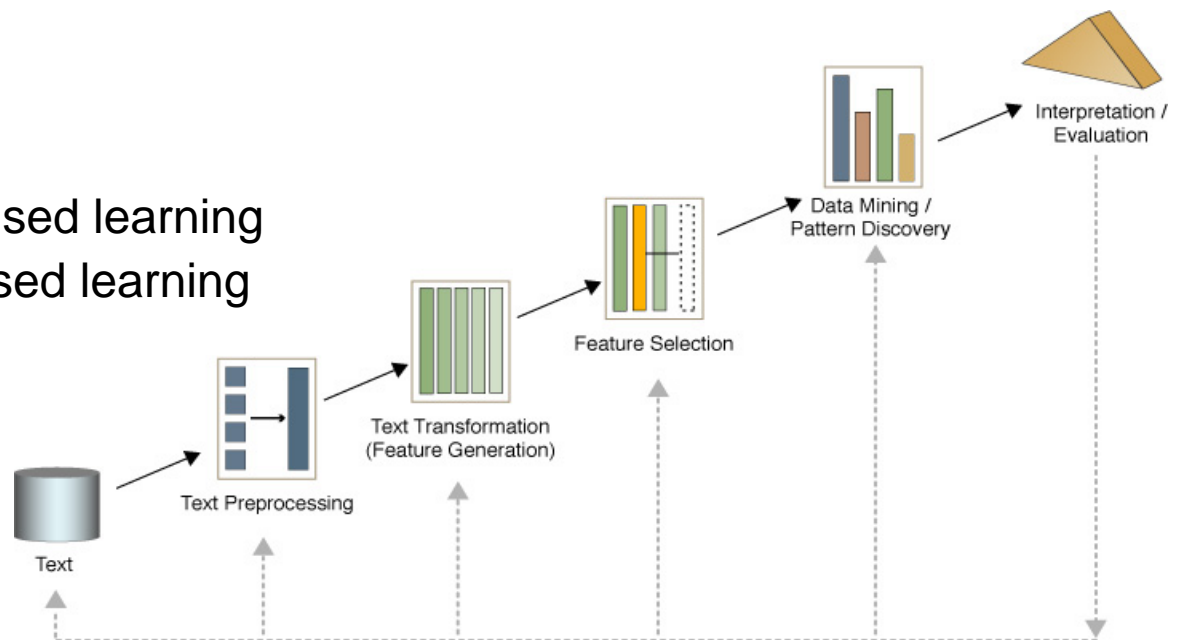 sed learning
sed learning
Interpretation /
Evaluation
Data Mining /
Pattern Discovery
Feature Selection
Text Transformation
(Feature Generation)
Text Preprocessing
Text